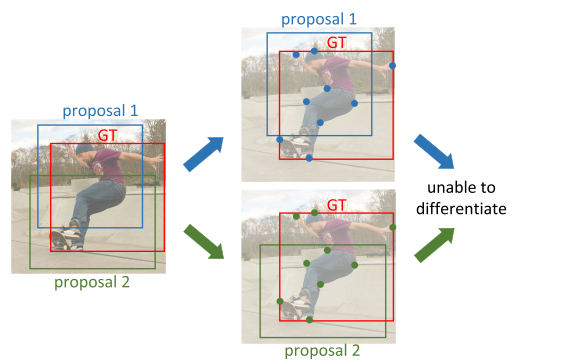 proposal 1
GT
proposal 2
proposal 1
GT
GT
proposal 2
unable to
differentiate